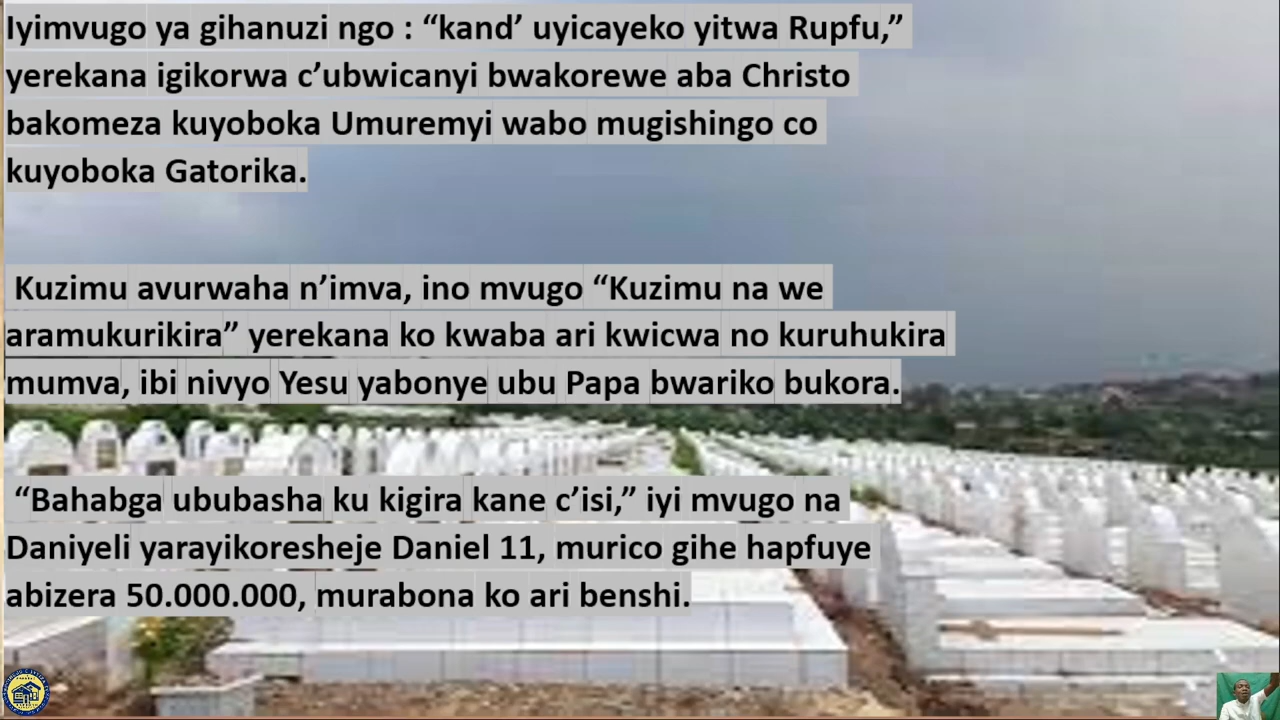 Iyimvugo ya gihanuzi ngo : “kand’ uyicayeko yitwa Rupfu,”
yerekana igikorwa c’ubwicanyi bwakorewe aba Christo
bakomeza kuyoboka Umuremyi wabo mugishingo co
kuyoboka Gatorika.
Kuzimu avurwaha n’imva, ino mvugo “Kuzimu na we
aramukurikira” yerekana ko kwaba ari kwicwa no kuruhukira
mumva, ibi nivyo Yesu yabonye ubu Papa bwariko bukora.
“Bahabga ububasha ku kigira kane c’isi,” iyi mvugo na
Daniyeli yarayikoresheje Daniel 11, murico gihe hapfuye
abizera 50.000.000, murabona ko ari benshi.